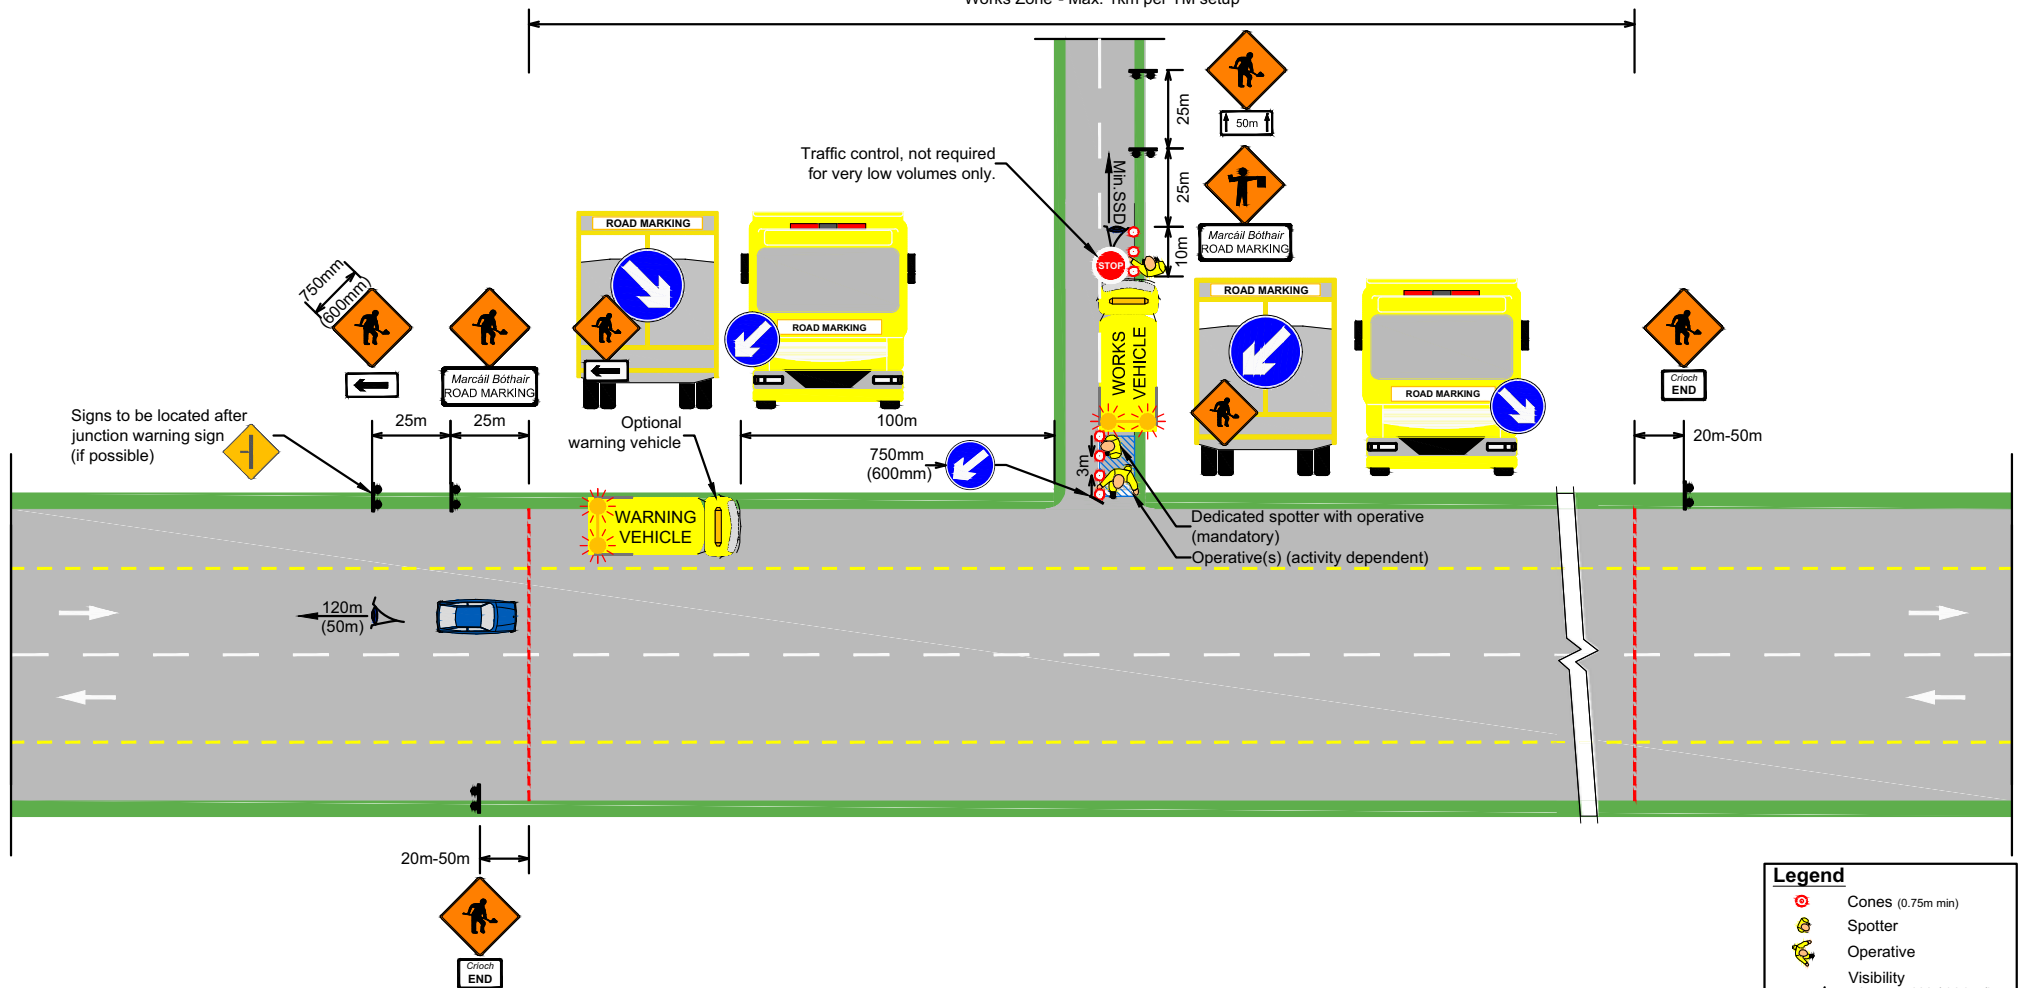 Works Zone - Max. 1km per TM setup
25m
50m
Traffic control, not required
for very low volumes only.
Min.SSD
25m
Marcáil Bóthair
ROAD MARKING
10m
STOP
ROAD MARKING
ROAD MARKING
750mm
(600mm)
Marcáil Bóthair
ROAD MARKING
WORKS
VEHICLE
ROAD MARKING
ROAD MARKING
Críoch
END
Signs to be located after
junction warning sign
(if possible)
25m
25m
Optional
warning vehicle
100m
20m-50m
750mm
(600mm)
3m
WARNING
VEHICLE
Dedicated spotter with operative
(mandatory)
Operative(s) (activity dependent)
120m
(50m)
20m-50m
Críoch
END
Legend
Cones (0.75m min)
Spotter
Operative
Visibility